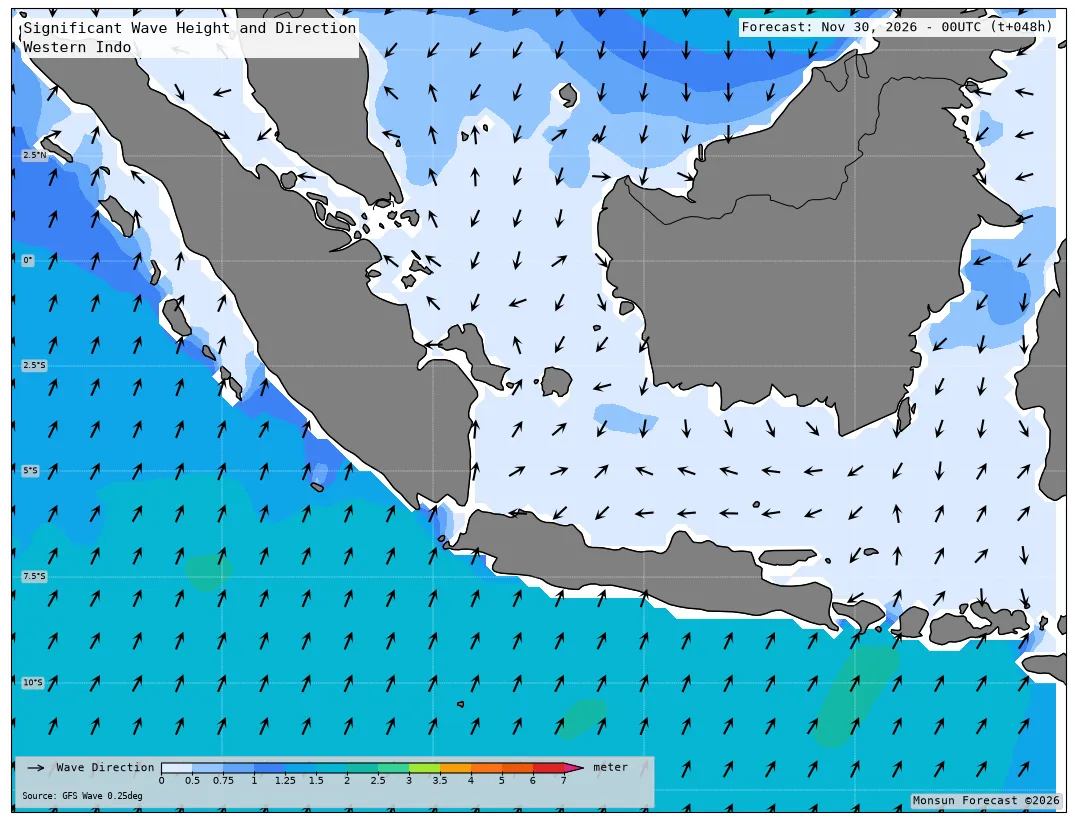 Significant Wave Height and Direction
Western Indo
Forecast: Nov 30, 2026 - 00UTC (t+048h)
2.5°N
0°
2.5°S
5°S
7.5°S
10°S
Wave Direction
meter
0 0.5 0.75 1 1.25 1.5 2 2.5 3 3.5 4 5 6 7
Source: GFS Wave 0.25deg
Monsun Forecast ©2026